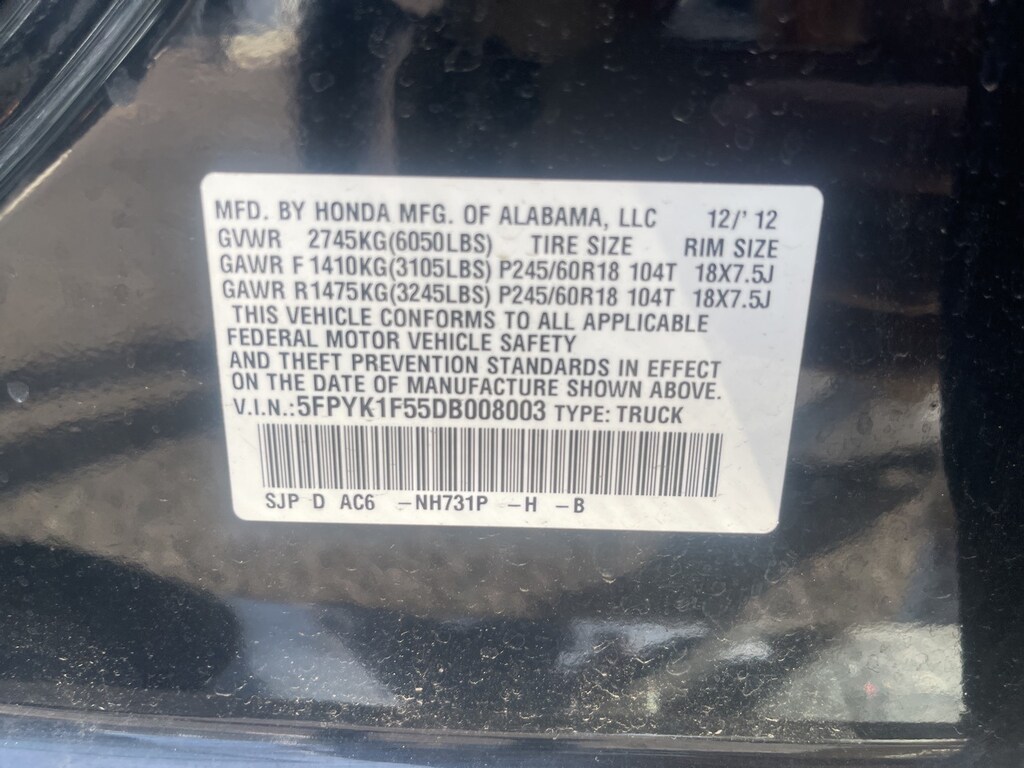 MFD. BY HONDA MFG. OF ALABAMA, LLC 12/' 12
GVWR 2745KG(6050LBS) TIRE SIZE RIM SIZE
GAWR F 1410KG(3105LBS) P245/60R18 104T 18X7.5J
GAWR R1475KG(3245LBS) P245/60R18 104T 18X7.5J
THIS VEHICLE CONFORMS TO ALL APPLICABLE
FEDERAL MOTOR VEHICLE SAFETY
AND THEFT PREVENTION STANDARDS IN EFFECT
ON THE DATE OF MANUFACTURE SHOWN ABOVE.
V.I.N.:5FPYK1F55DB008003 TYPE: TRUCK
SJP D AC6 –NH731P –H –B